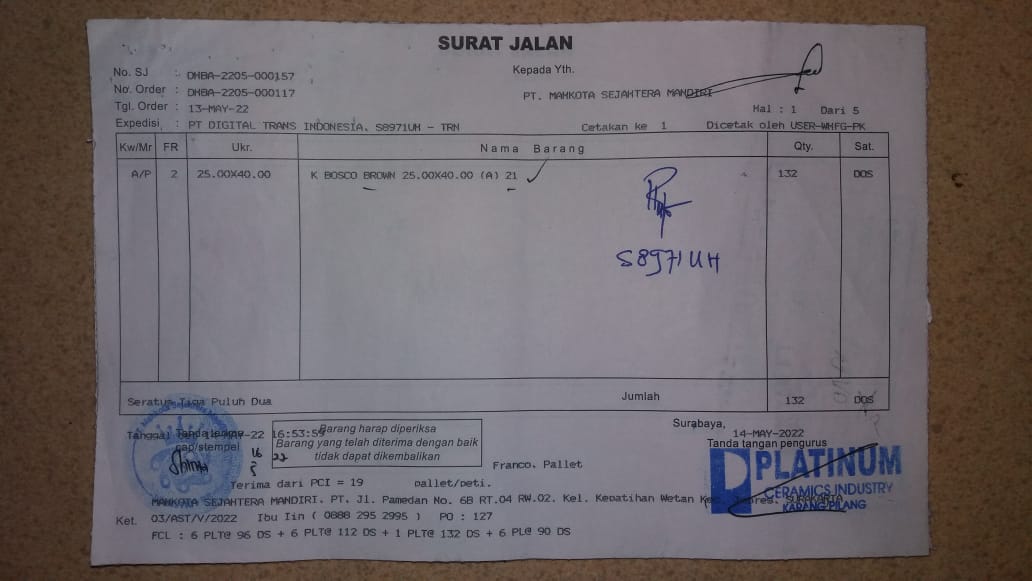 SURAT JALAN
No. SJ : DHBA-2205-000157
Kepada Yth.
No. Order : DHBA-2205-000117
PT. MAHKOTA SEJAHTERA MANDIRI
Tgl. Order : 13-MAY-22
Hal : 1 Dari 5
Expedisi : PT DIGITAL TRANS INDONESIA, S8971UH - TRN
Cetakan ke 1 Dicetak oleh USER-WHFG-PK
Kw/Mr FR Ukr. Nama Barang Qty. Sat.
A/P 2 25.00X40.00 K BOSCO BROWN 25.00X40.00 (A) 21 132 DOS
S8971UH
Seratus Tiga Puluh Dua Jumlah 132 DOS
Surabaya,
14-MAY-2022
Tanggal MAY-22 16:53:59
Tanda terima
cap/stempel
16
22
Barang harap diperiksa
Barang yang telah diterima dengan baik
tidak dapat dikembalikan
Tanda tangan pengurus
Franco. Pallet
PLATINUM
CERAMICS INDUSTRY
KARANG PILANG
Terima dari PCI = 19 pallet/peti.
MAHKOTA SEJAHTERA MANDIRI. PT. Jl. Pamedan No. 6B RT.04 RW.02. Kel. Kepatihan Wetan Kec. Jebres. SURAKARTA
Ket. 03/AST/V/2022 Ibu Iin ( 0888 295 2995 ) PO : 127
FCL : 6 PLT@ 96 DS + 6 PLT@ 112 DS + 1 PLT@ 132 DS + 6 PL@ 90 DS